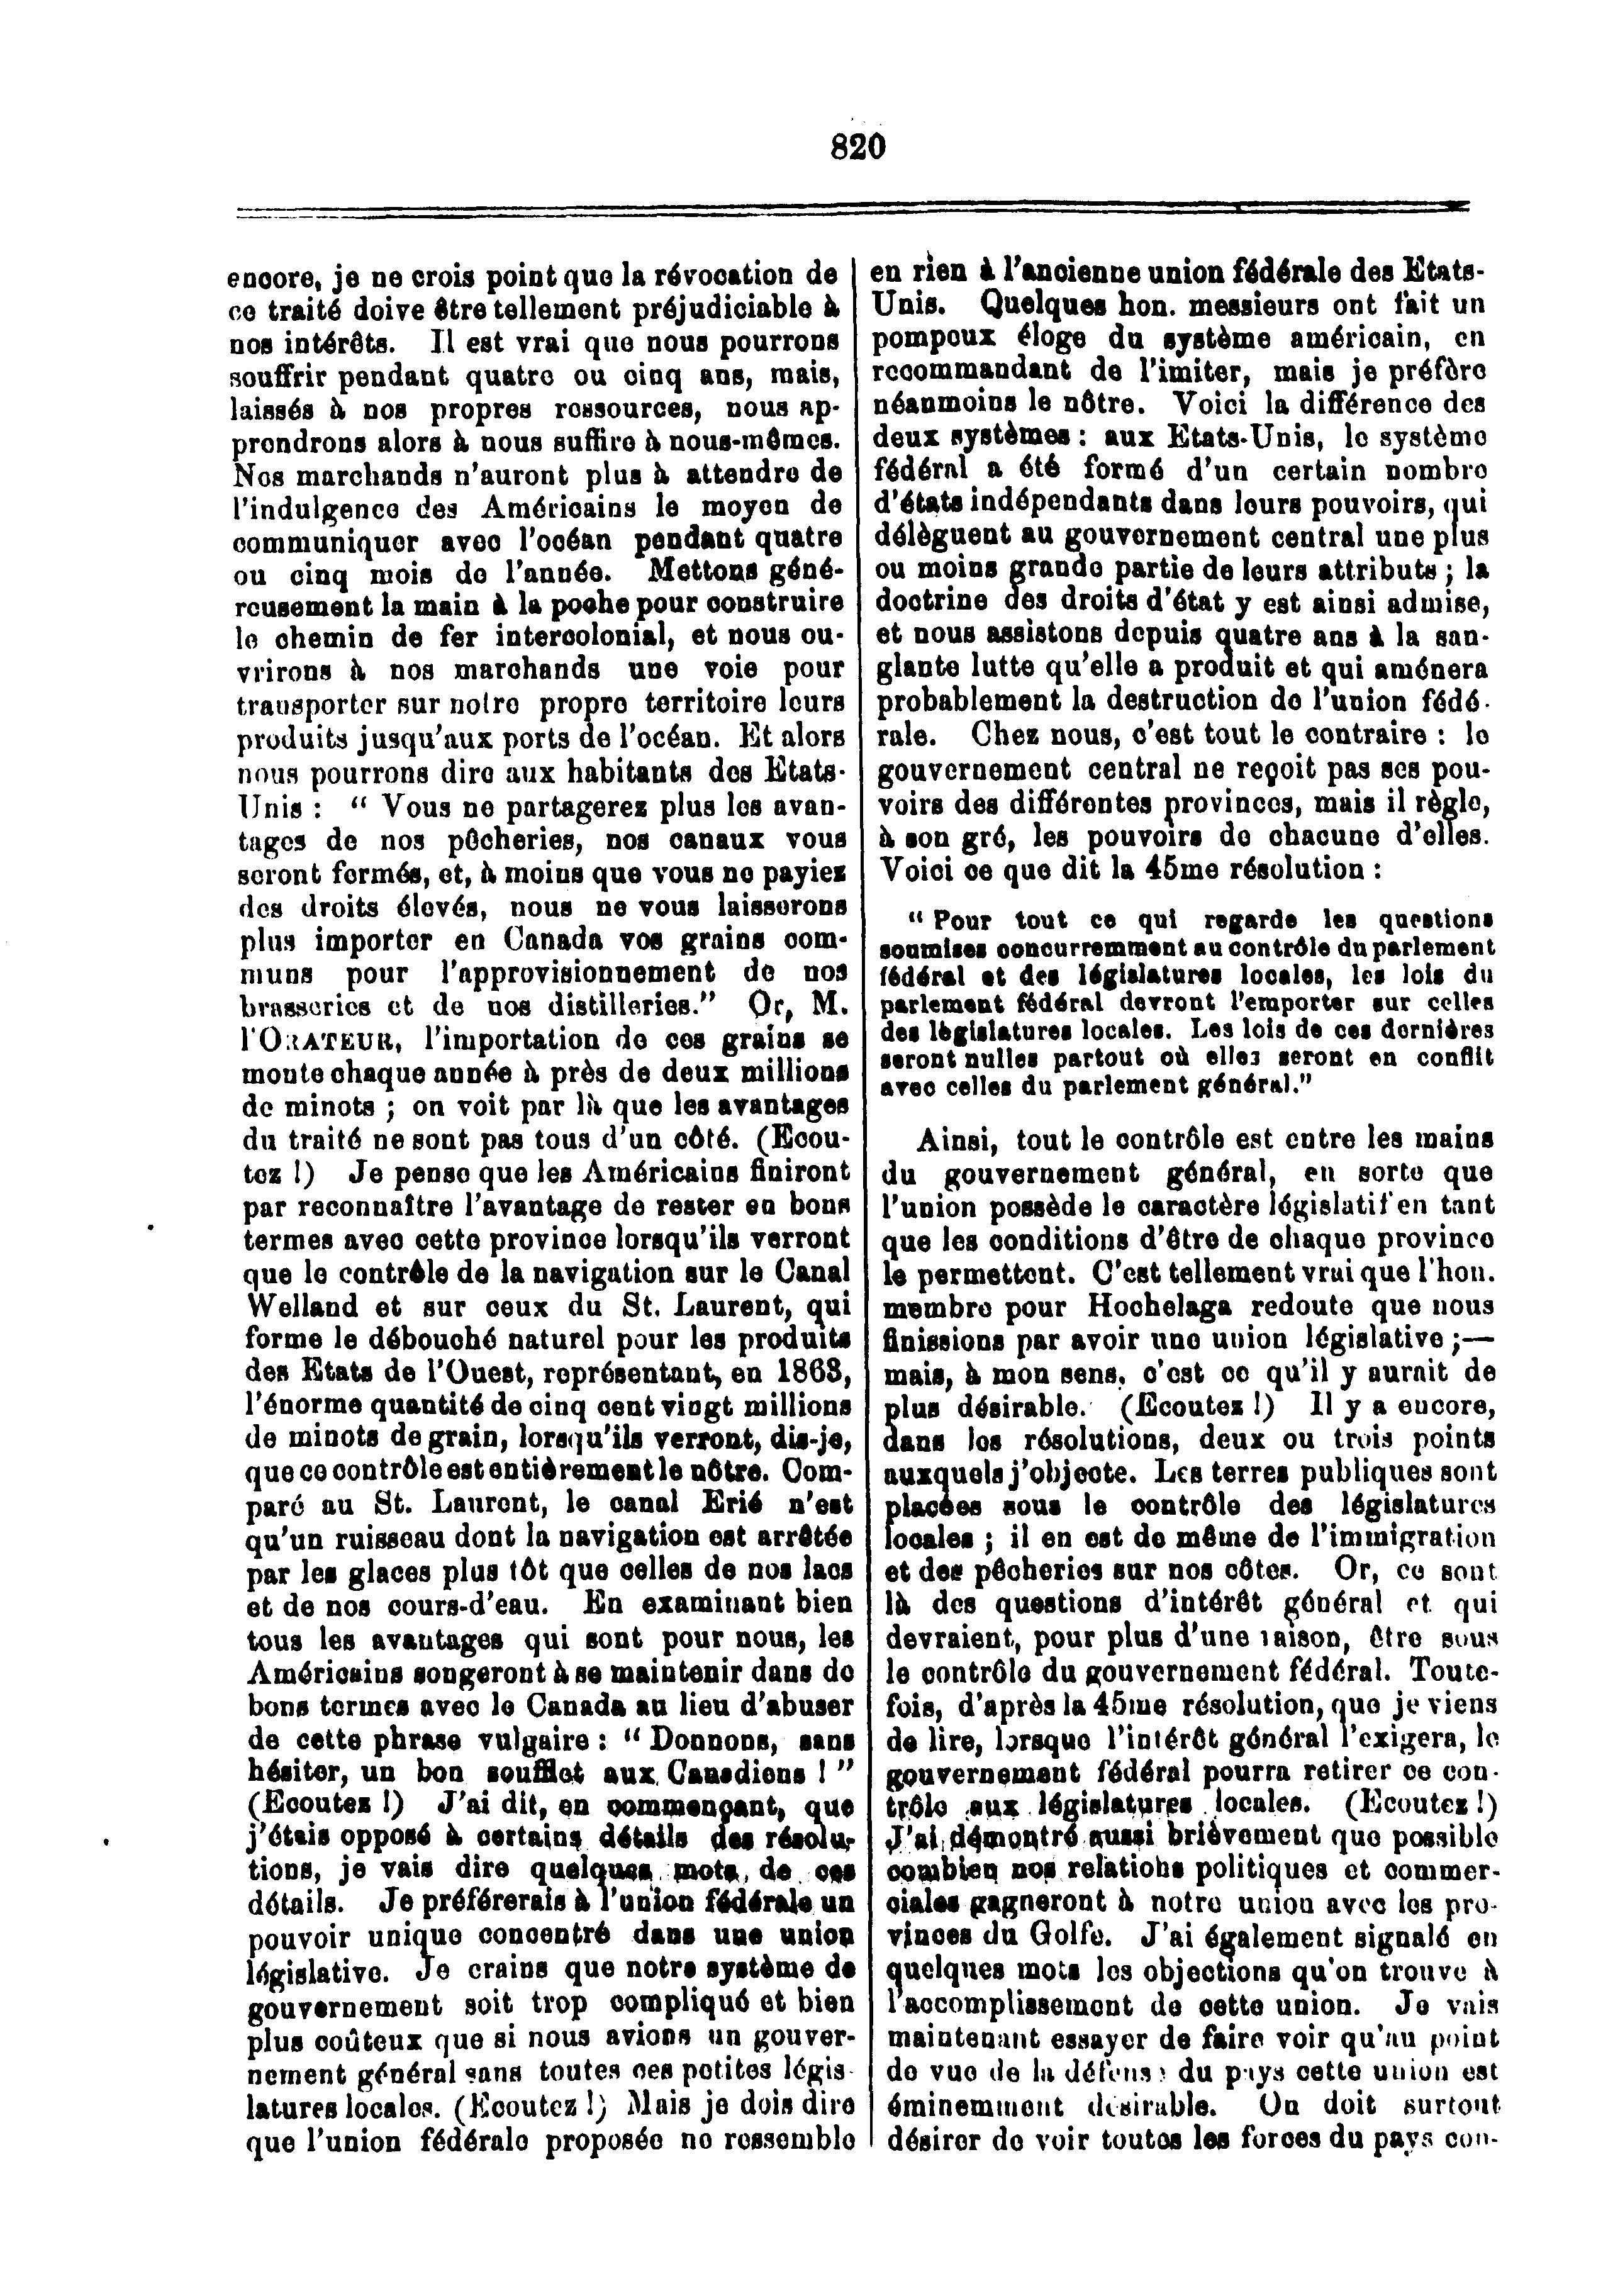 820
encore, je ne crois point que la révocation de
ce traité doive être tellement préjudiciable à
nos intérêts. Il est vrai que nous pourrons
souffrir pendant quatre ou cinq ans, mais,
laissés à nos propres ressources, nous ap-
prendrons alors à nous suffire à nous-mêmes.
Nos marchands n'auront plus à attendre de
l'indulgence des Américains le moyen de
communiquer avec l'océan pendant quatre
ou cinq mois de l'année. Mettons géné-
reusement la main à la poche pour construire
le chemin de fer intercolonial, et nous ou-
vrirons à nos marchands une voie pour
transporter sur notre propre territoire leurs
produits jusqu'aux ports de l'océan. Et alors
nous pourrons dire aux habitants des Etats-
Unis : " Vous ne partagerez plus les avan-
tages de nos pêcheries, nos canaux vous
seront fermés, et, à moins que vous ne payiez
des droits élevés, nous ne vous laisserons
plus importer en Canada vos grains com-
muns pour l'approvisionnement de nos
brasseries et de nos distilleries." Or, M.
l'ORATEUR, l'importation de ces grains se
monte chaque année à près de deux millions
de minots ; on voit par là que les avantages
du traité ne sont pas tous d'un côté. (Ecou-
tez !) Je pense que les Américains finiront
par reconnaître l'avantage de rester en bons
termes avec cette province lorsqu'ils verront
que le contrôle de la navigation sur le Canal
Welland et sur ceux du St. Laurent, qui
forme le débouché naturel pour les produits
des Etats de l'Ouest, représentant, en 1863,
l'énorme quantité de cinq cent vingt millions
de minots de grain, lorsqu'ils verront, dis-je,
que ce contrôle est entièrement le nôtre. Com-
paré au St. Laurent, le canal Erié n'est
qu'un ruisseau dont la navigation est arrêtée
par les glaces plus tôt que celles de nos lacs
et de nos cours-d'eau. En examinant bien
tous les avantages qui sont pour nous, les
Américains songeront à se maintenir dans de
bons termes avec le Canada au lieu d'abuser
de cette phrase vulgaire : " Donnons, sans
hésiter, un bon soufflet aux Canadiens ! "
(Ecoutez !) J'ai dit, en commençant, que
j'étais opposé à certains détails des résolu-
tions, je vais dire quelques mots de ces
détails. Je préférerais à l'union fédérale un
pouvoir unique concentré dans une union
législative. Je crains que notre système de
gouvernement soit trop compliqué et bien
plus coûteux que si nous avions un gouver-
nement général sans toutes ces petites légis-
latures locales. (Ecoutez !) Mais je dois dire
que l'union fédérale proposée ne ressemble
en rien à l'ancienne union fédérale des Etats-
Unis. Quelques hon. messieurs ont fait un
pompeux éloge du système américain, en
recommandant de l'imiter, mais je préfère
néanmoins le nôtre. Voici la différence des
deux systèmes : aux Etats-Unis, le système
fédéral a été formé d'un certain nombre
d'états indépendants dans leurs pouvoirs, qui
délèguent au gouvernement central une plus
ou moins grande partie de leurs attributs ; la
doctrine des droits d'état y est ainsi admise,
et nous assistons depuis quatre ans à la san-
glante lutte qu'elle a produit et qui amènera
probablement la destruction de l'union fédé-
rale. Chez nous, c'est tout le contraire : le
gouvernement central ne reçoit pas ses pou-
voirs des différentes provinces, mais il règle,
à son gré, les pouvoirs de chacune d'elles.
Voici ce que dit la 45me résolution :
" Pour tout ce qui regarde les questions
soumises concurremment au contrôle du parlement
fédéral et des législatures locales, les lois du
parlement fédéral devront l'emporter sur celles
des législatures locales. Les lois de ces dernières
seront nulles partout où elles seront en conflit
avec celles du parlement général."
Ainsi, tout le contrôle est entre les mains
du gouvernement général, en sorte que
l'union possède le caractère législatif en tant
que les conditions d'être de chaque province
le permettent. C'est tellement vrai que l'hon.
membre pour Hochelaga redoute que nous
finissions par avoir une union législative ;—
mais, à mon sens, c'est ce qu'il y aurait de
plus désirable. (Ecoutez !) Il y a encore,
dans les résolutions, deux ou trois points
auxquels j'objecte. Les terres publiques sont
placées sous le contrôle des législatures
locales ; il en est de même de l'immigration
et des pêcheries sur nos côtes. Or, ce sont
là des questions d'intérêt général et qui
devraient, pour plus d'une raison, être sous
le contrôle du gouvernement fédéral. Toute-
fois, d'après la 45me résolution, que je viens
de lire, lorsque l'intérêt général l'exigera, le
gouvernement fédéral pourra retirer ce con-
trôle aux législatures locales. (Ecoutez !)
J'ai démontré aussi brièvement que possible
combien nos relations politiques et commer-
ciales gagneront à notre union avec les pro-
vinces du Golfe. J'ai également signalé en
quelques mots les objections qu'on trouve à
l'accomplissement de cette union. Je vais
maintenant essayer de faire voir qu'au point
de vue de la défense du pays cette union est
éminemment désirable. On doit surtout
désirer de voir toutes les forces du pays con-